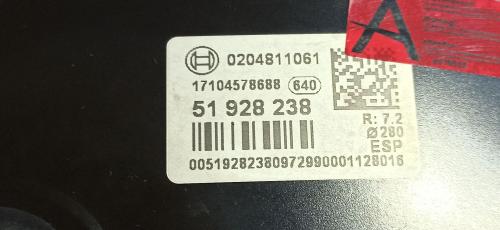 0204811061
A
17104578688 640
51 928 238
R: 7.2
Ø280
ESP
00519282380972990001128016